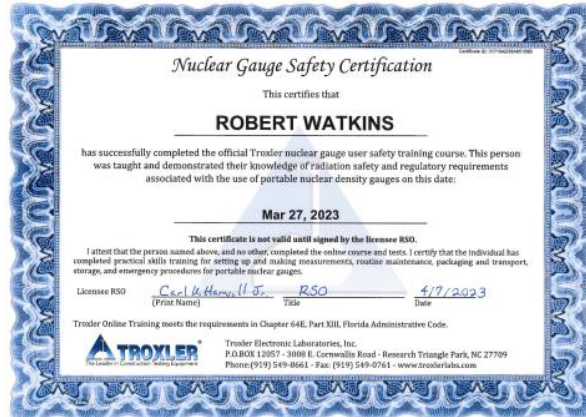 Nuclear Gauge Safety Certification
This certifies that
ROBERT WATKINS
has successfully completed the official Troxler nuclear gauge user safety training course. This person
was taught and demonstrated their knowledge of radiation safety and regulatory requirements
associated with the use of portable nuclear density gauges on this date:
Mar 27, 2023
This certificate is not valid until signed by the licensee RSO.
I attest that the person named above, and no other, completed the online course and tests. I certify that the individual has
completed practical skills training for setting up and making measurements, routine maintenance, packaging and transport,
storage, and emergency procedures for portable nuclear gauges.
Licensee RSO Carl Jr. RSO 4/7/2023
(Print Name) Title Date
Troxler Online Training meets the requirements in Chapter 64E, Part XIII, Florida Administrative Code.
TROXLER
The Leader in Construction Testing Equipment
Troxler Electronic Laboratories, Inc.
P.O.BOX 12057 - 3008 E. Cornwallis Road - Research Triangle Park, NC 27709
Phone:(919) 549-8661 - Fax: (919) 549-0761 - www.troxlerlabs.com